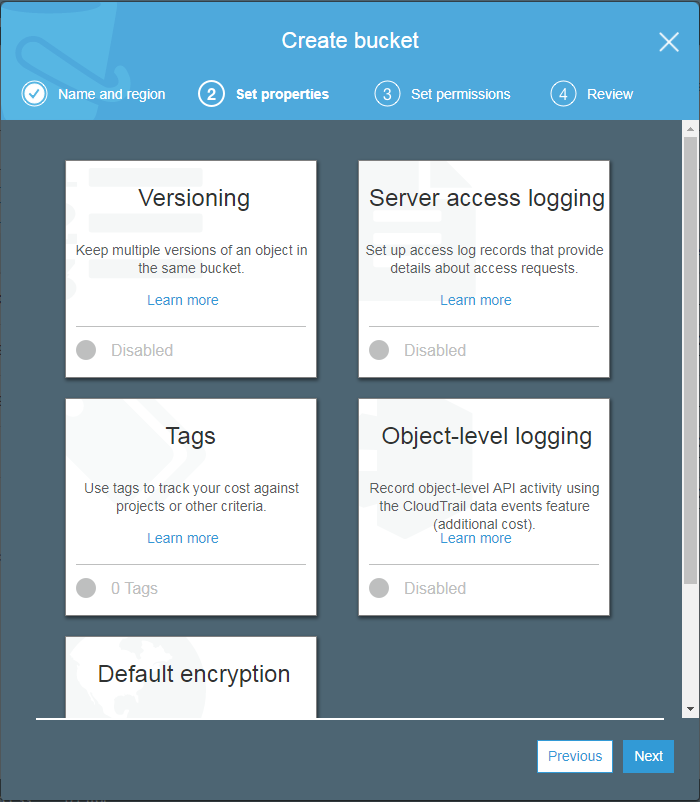 Create bucket
Name and region
2 Set properties
3 Set permissions
4 Review
Versioning
Keep multiple versions of an object in
the same bucket.
Learn more
Disabled
Server access logging
Set up access log records that provide
details about access requests.
Learn more
Disabled
Tags
Use tags to track your cost against
projects or other criteria.
Learn more
0 Tags
Object-level logging
Record object-level API activity using
the CloudTrail data events feature
(additional cost).
Learn more
Disabled
Default encryption
Previous
Next